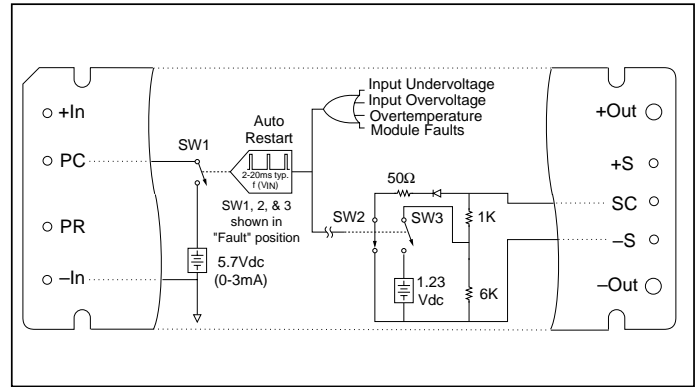 +In
PC
PR
–In
SW1
Auto
Restart
2-20ms typ.
f (VIN)
SW1, 2, & 3
shown in
"Fault" position
5.7Vdc
(0-3mA)
Input Undervoltage
Input Overvoltage
Overtemperature
Module Faults
50Ω
SW2
SW3
1K
1.23
Vdc
6K
+Out
+S
SC
–S
–Out